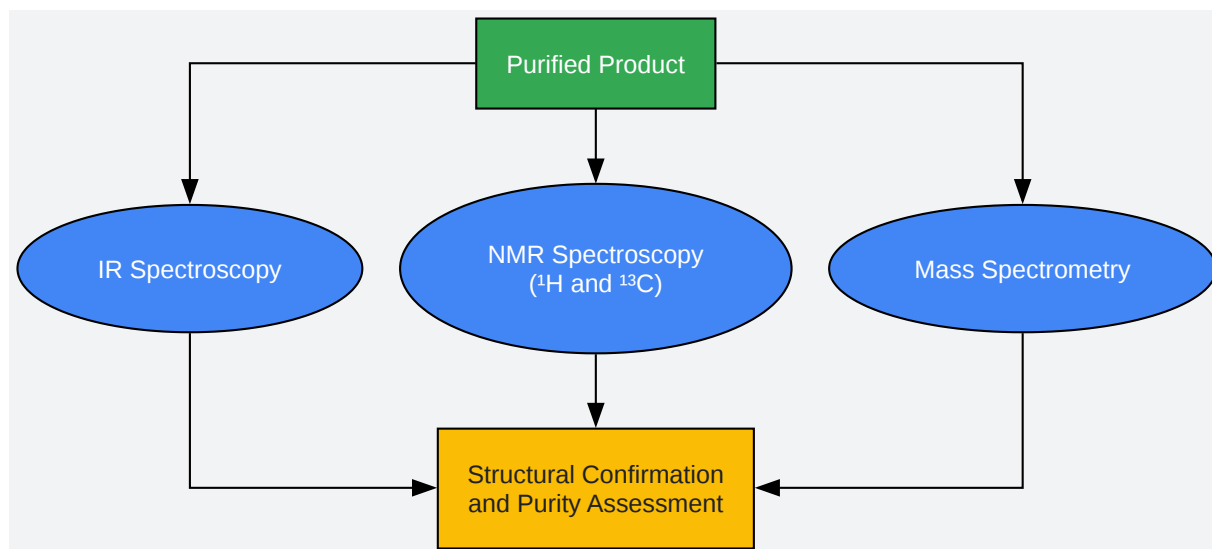 Purified Product
IR Spectroscopy
NMR Spectroscopy
(¹H and ¹³C)
Mass Spectrometry
Structural Confirmation
and Purity Assessment